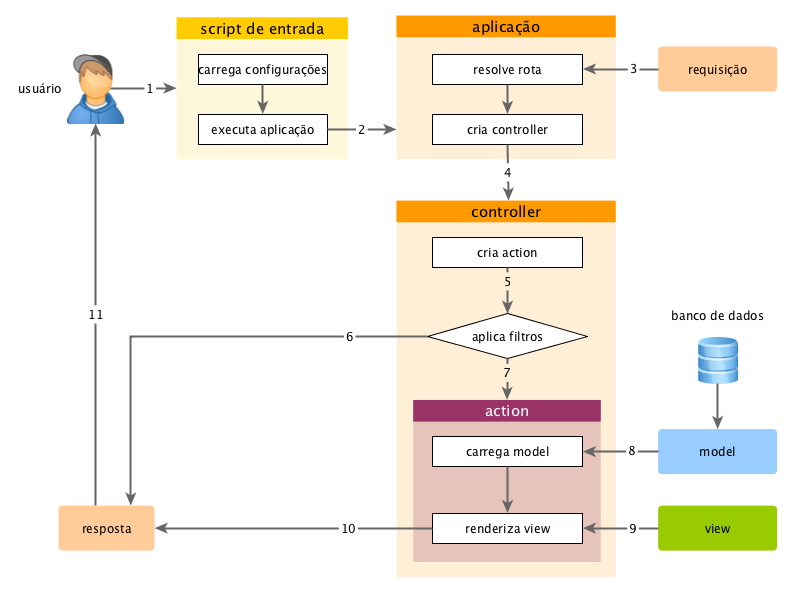 script de entrada
aplicação
carrega configurações
resolve rota
3
requisição
usuário
1
executa aplicação
2
cria controller
4
controller
cria action
5
11
6
aplica filtros
banco de dados
7
action
carrega model
8
model
resposta
10
renderiza view
9
view